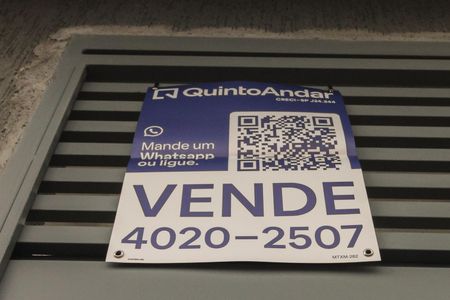 QuintoAndar
CRECI-SP J24.344
Mande um
Whatsapp
ou ligue.
VENDE
4020-2507
MTXM-262